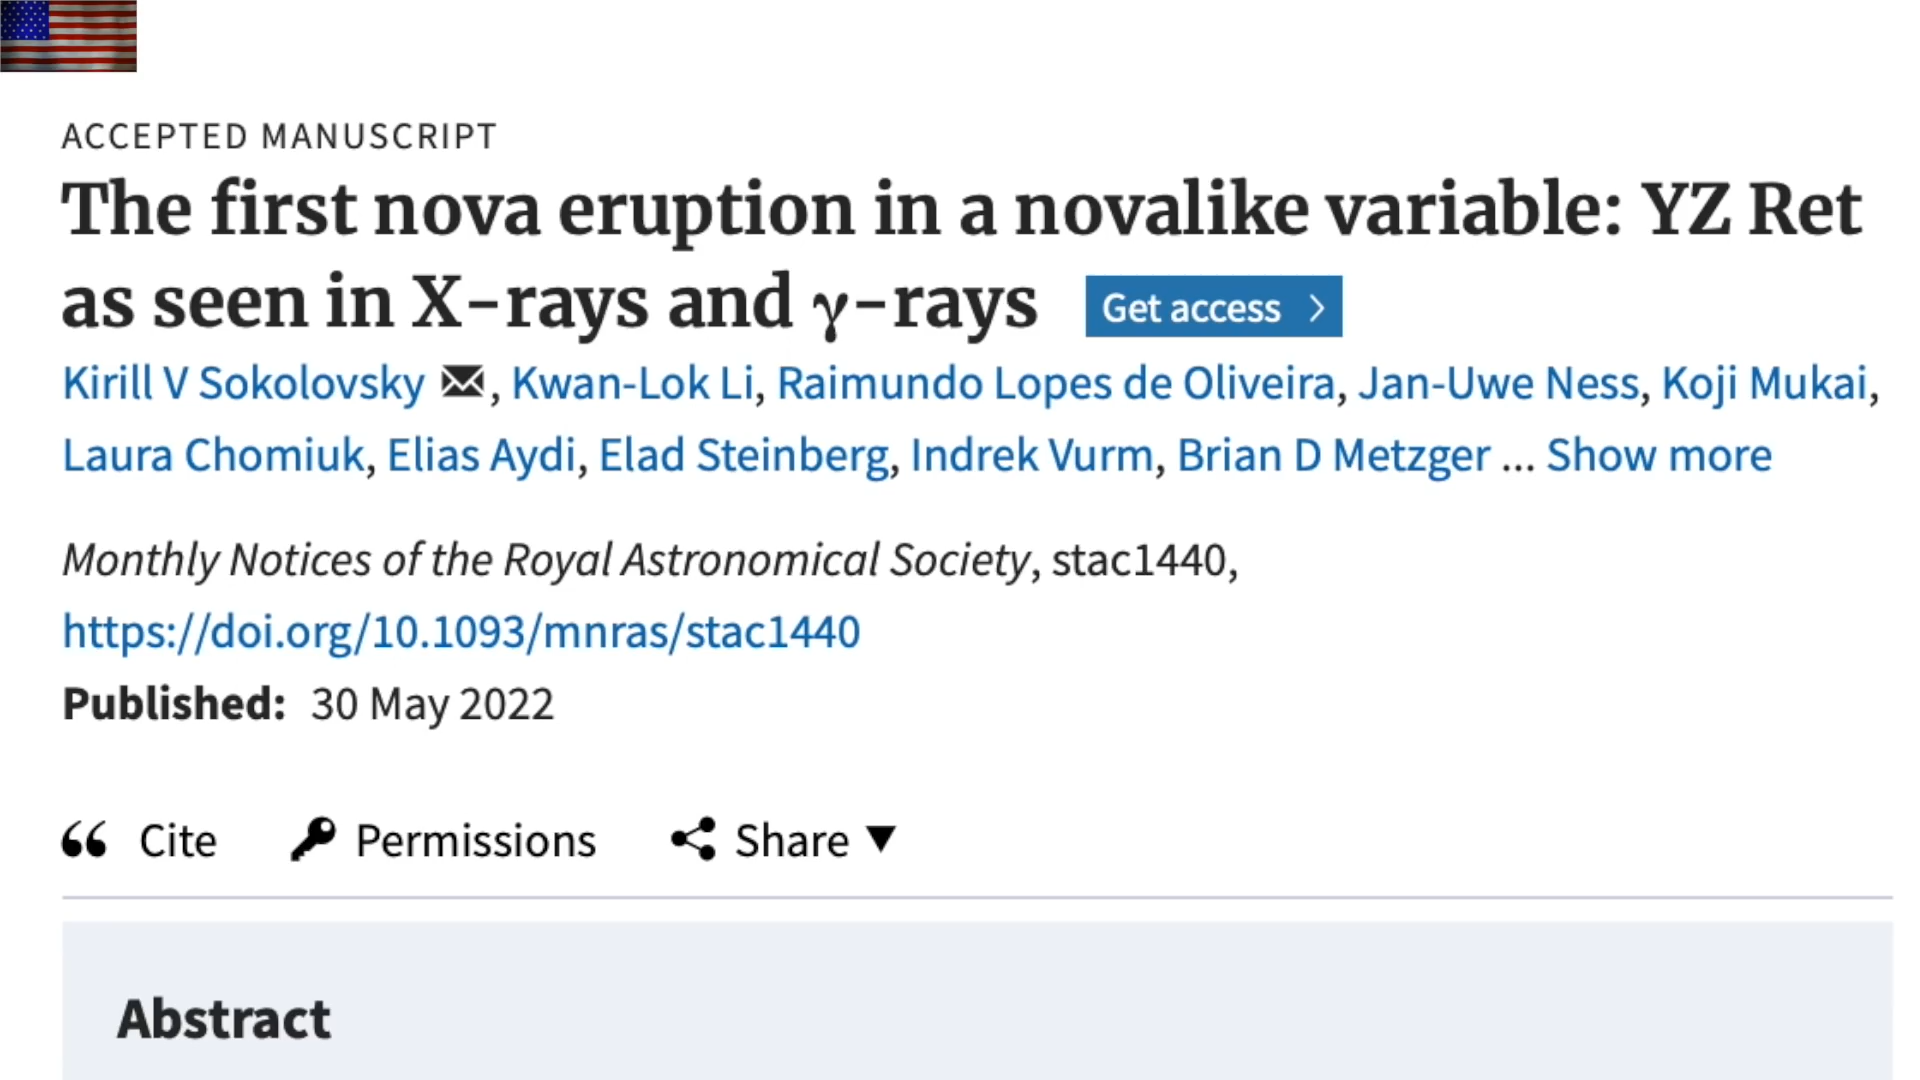 ACCEPTED MANUSCRIPT
The first nova eruption in a novalike variable: YZ Ret
as seen in X-rays and γ-rays Get access
Kirill V Sokolovsky, Kwan-Lok Li, Raimundo Lopes de Oliveira, Jan-Uwe Ness, Koji Mukai,
Laura Chomiuk, Elias Aydi, Elad Steinberg, Indrek Vurm, Brian D Metzger ... Show more
Monthly Notices of the Royal Astronomical Society, stac1440,
https://doi.org/10.1093/mnras/stac1440
Published: 30 May 2022
Cite Permissions Share
Abstract